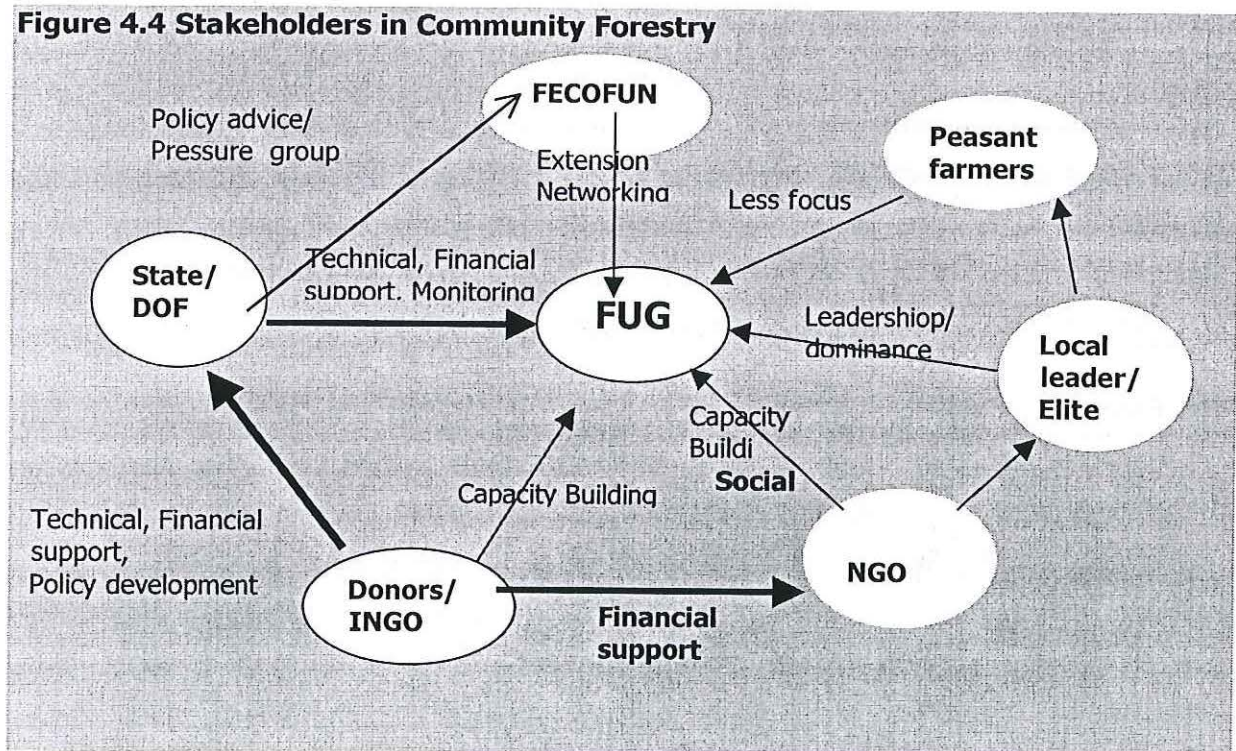 Figure 4.4 Stakeholders in Community Forestry
FECOFUN
Policy advice/
Pressure group
Peasant
farmers
Extension
Networking
Less focus
State/
DOF
Technical, Financial
support, Monitoring
FUG
Leadershiop/
dominance
Local
leader/
Elite
Capacity
Buildi
Social
Capacity Building
Technical, Financial
support,
Policy development
Donors/
INGO
NGO
Financial
support